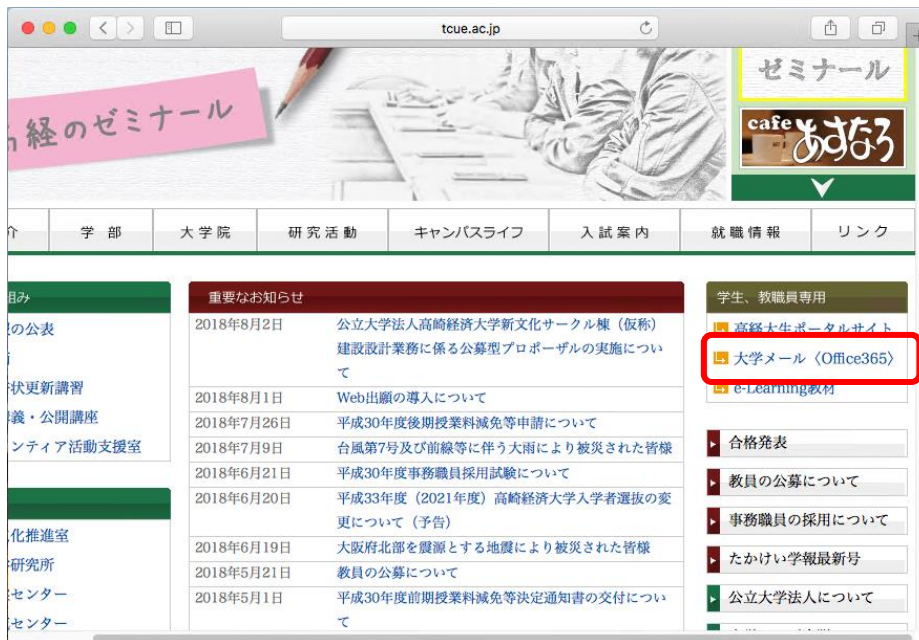 tcue.ac.jp
経のゼミナール
ゼミナール
cafe あすなろ
介
学部
大学院
研究活動
キャンパスライフ
入試案内
就職情報
リンク
組み
の公表
状更新講習
義・公開講座
ンティア活動支援室
化推進室
研究所
センター
センター
重要なお知らせ
2018年8月2日 公立大学法人高崎経済大学新文化サークル棟（仮称）
建設設計業務に係る公募型プロポーザルの実施につい
て
2018年8月1日 Web出願の導入について
2018年7月26日 平成30年度後期授業料減免等申請について
2018年7月9日 台風第7号及び前線等に伴う大雨により被災された皆様
2018年6月21日 平成30年度事務職員採用試験について
2018年6月20日 平成33年度（2021年度）高崎経済大学入学者選抜の変
更について（予告）
2018年6月19日 大阪府北部を震源とする地震により被災された皆様
2018年5月21日 教員の公募について
2018年5月1日 平成30年度前期授業料減免等決定通知書の交付につい
て
学生、教職員専用
高経大生ポータルサイト
大学メール〈Office365〉
e-Learning教材
合格発表
教員の公募について
事務職員の採用について
たかけい学報最新号
公立大学法人について